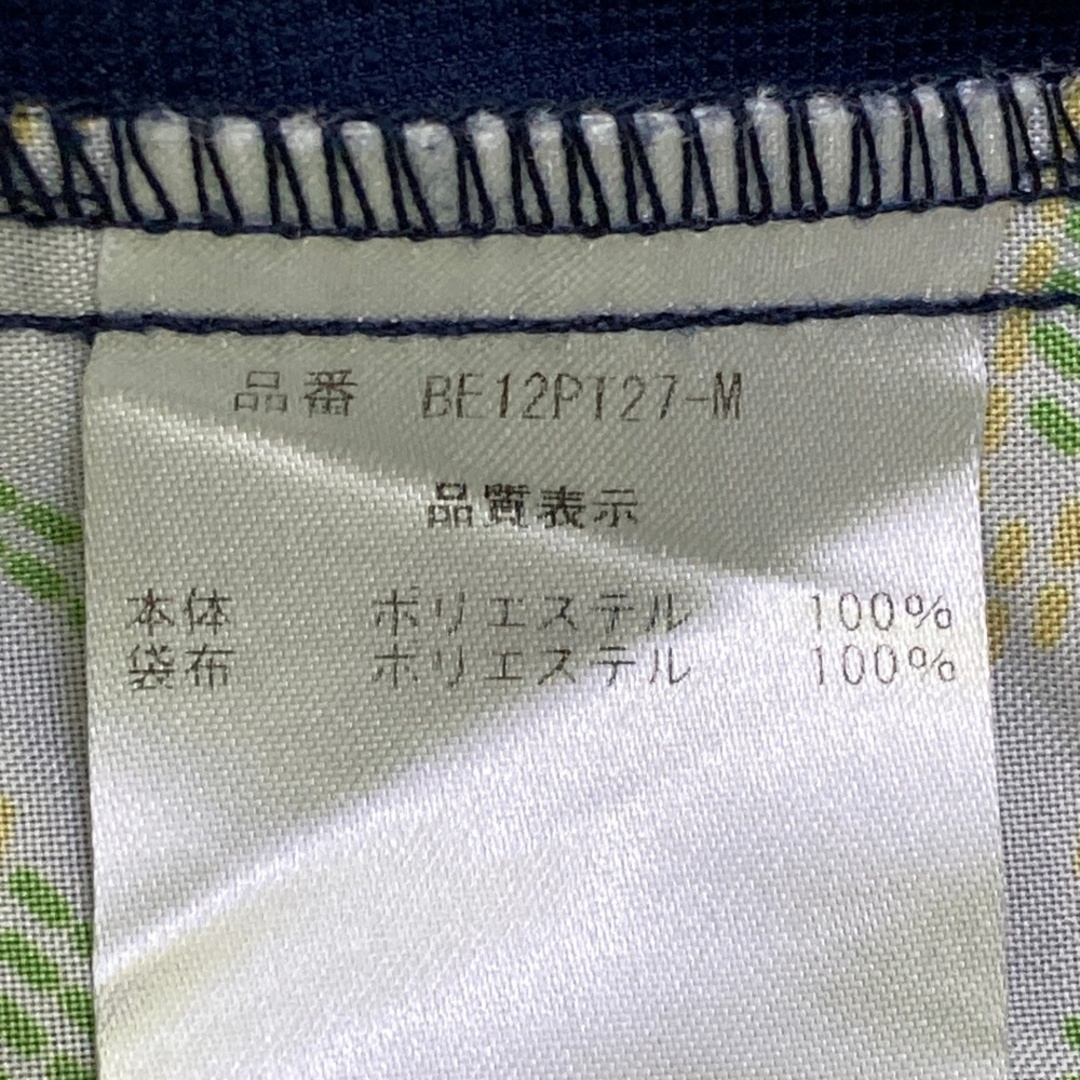 品番 BE12PT27-M
品質表示
本体 ポリエステル 100%
袋布 ポリエステル 100%